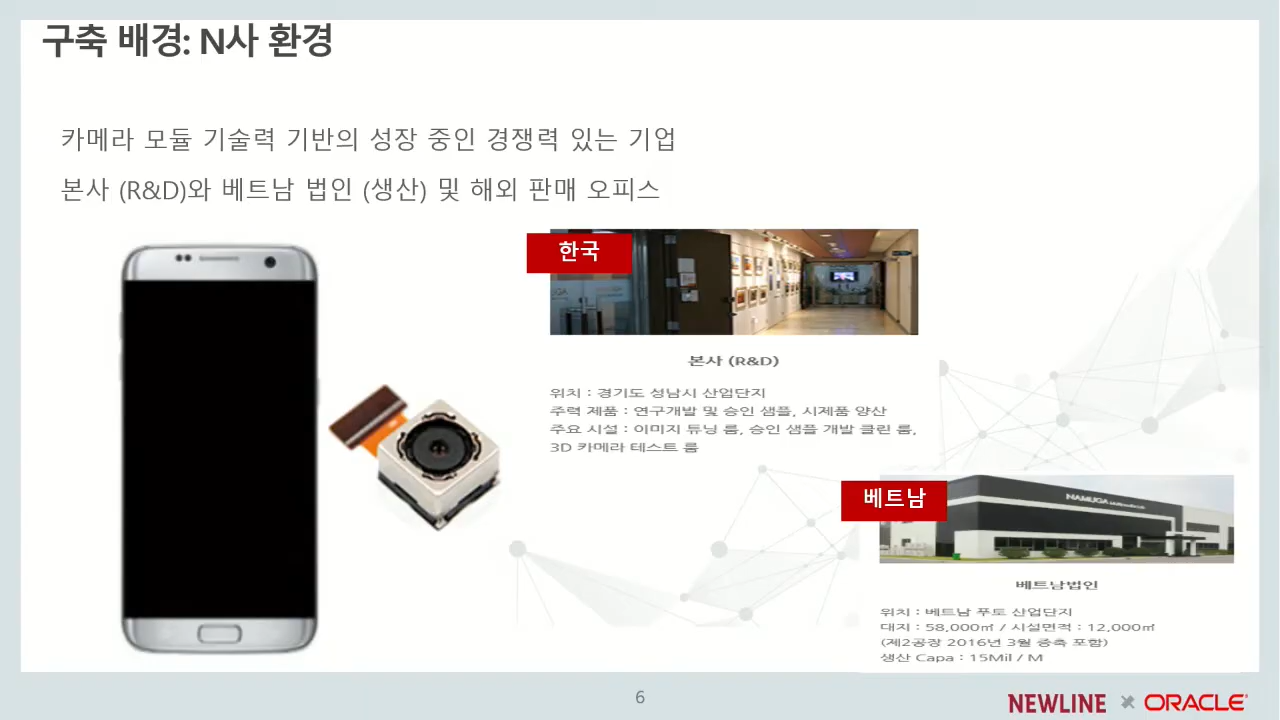 구축 배경: N사 환경
카메라 모듈 기술력 기반의 성장 중인 경쟁력 있는 기업
본사 (R&D)와 베트남 법인 (생산) 및 해외 판매 오피스
한국
본사 (R&D)
위치 : 경기도 성남시 산업단지
주력 제품 : 연구개발 및 승인 샘플, 시제품 양산
주요 시설 : 이미지 튜닝 룸, 승인 샘플 개발 클린 룸,
3D 카메라 테스트 룸
베트남
NAMUGA
베트남법인
위치 : 베트남 푸토 산업단지
대지 : 58,000㎡ / 시설면적 : 12,000㎡
(제2공장 2016년 3월 증축 포함)
생산 Capa : 15Mil / M
6
NEWLINE × ORACLE